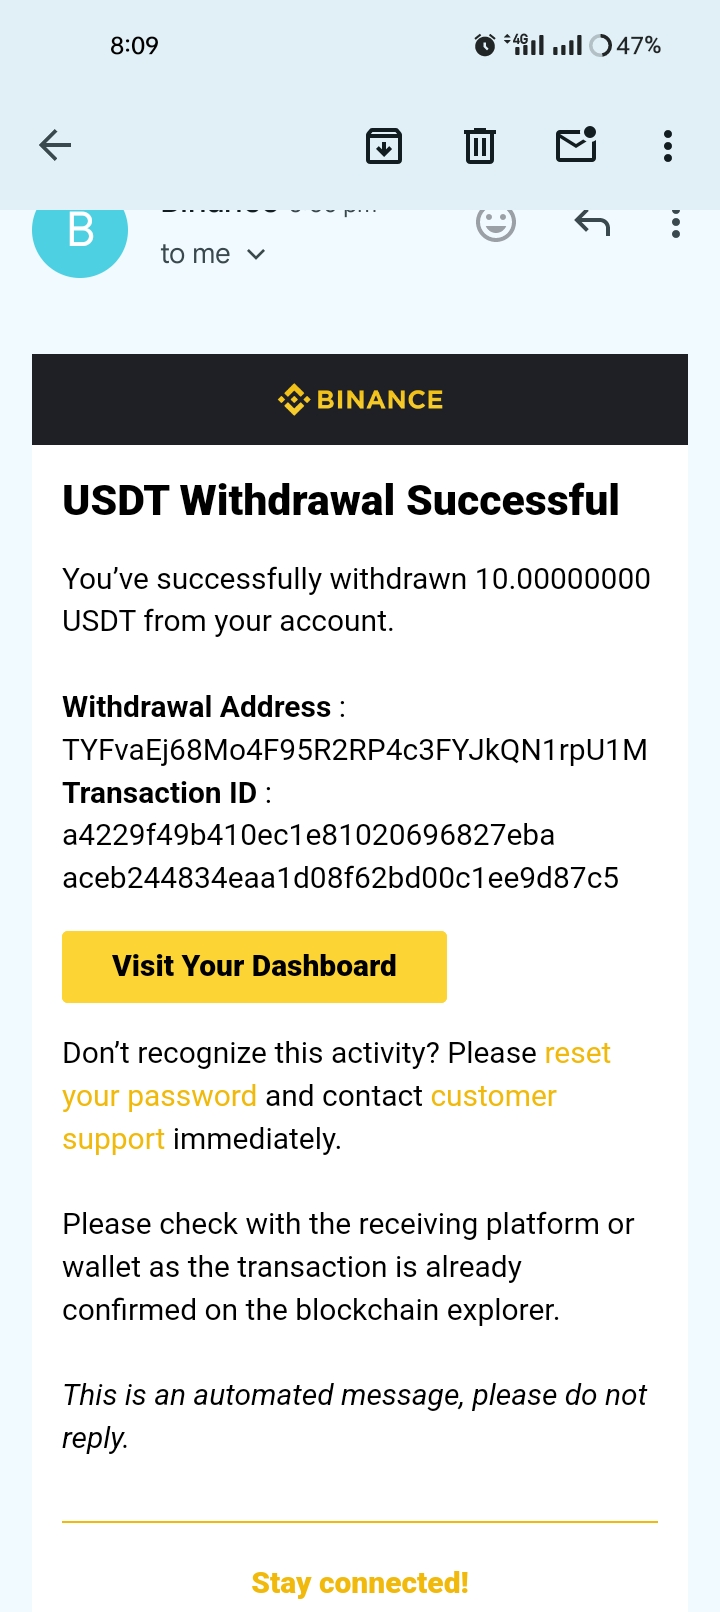 8:09
4G 47%
B
to me
BINANCE
USDT Withdrawal Successful
You’ve successfully withdrawn 10.00000000
USDT from your account.
Withdrawal Address :
TYFvaEj68Mo4F95R2RP4c3FYJkQN1rpU1M
Transaction ID :
a4229f49b410ec1e81020696827eba
aceb244834eaa1d08f62bd00c1ee9d87c5
Visit Your Dashboard
Don’t recognize this activity? Please reset
your password and contact customer
support immediately.
Please check with the receiving platform or
wallet as the transaction is already
confirmed on the blockchain explorer.
This is an automated message, please do not
reply.
Stay connected!